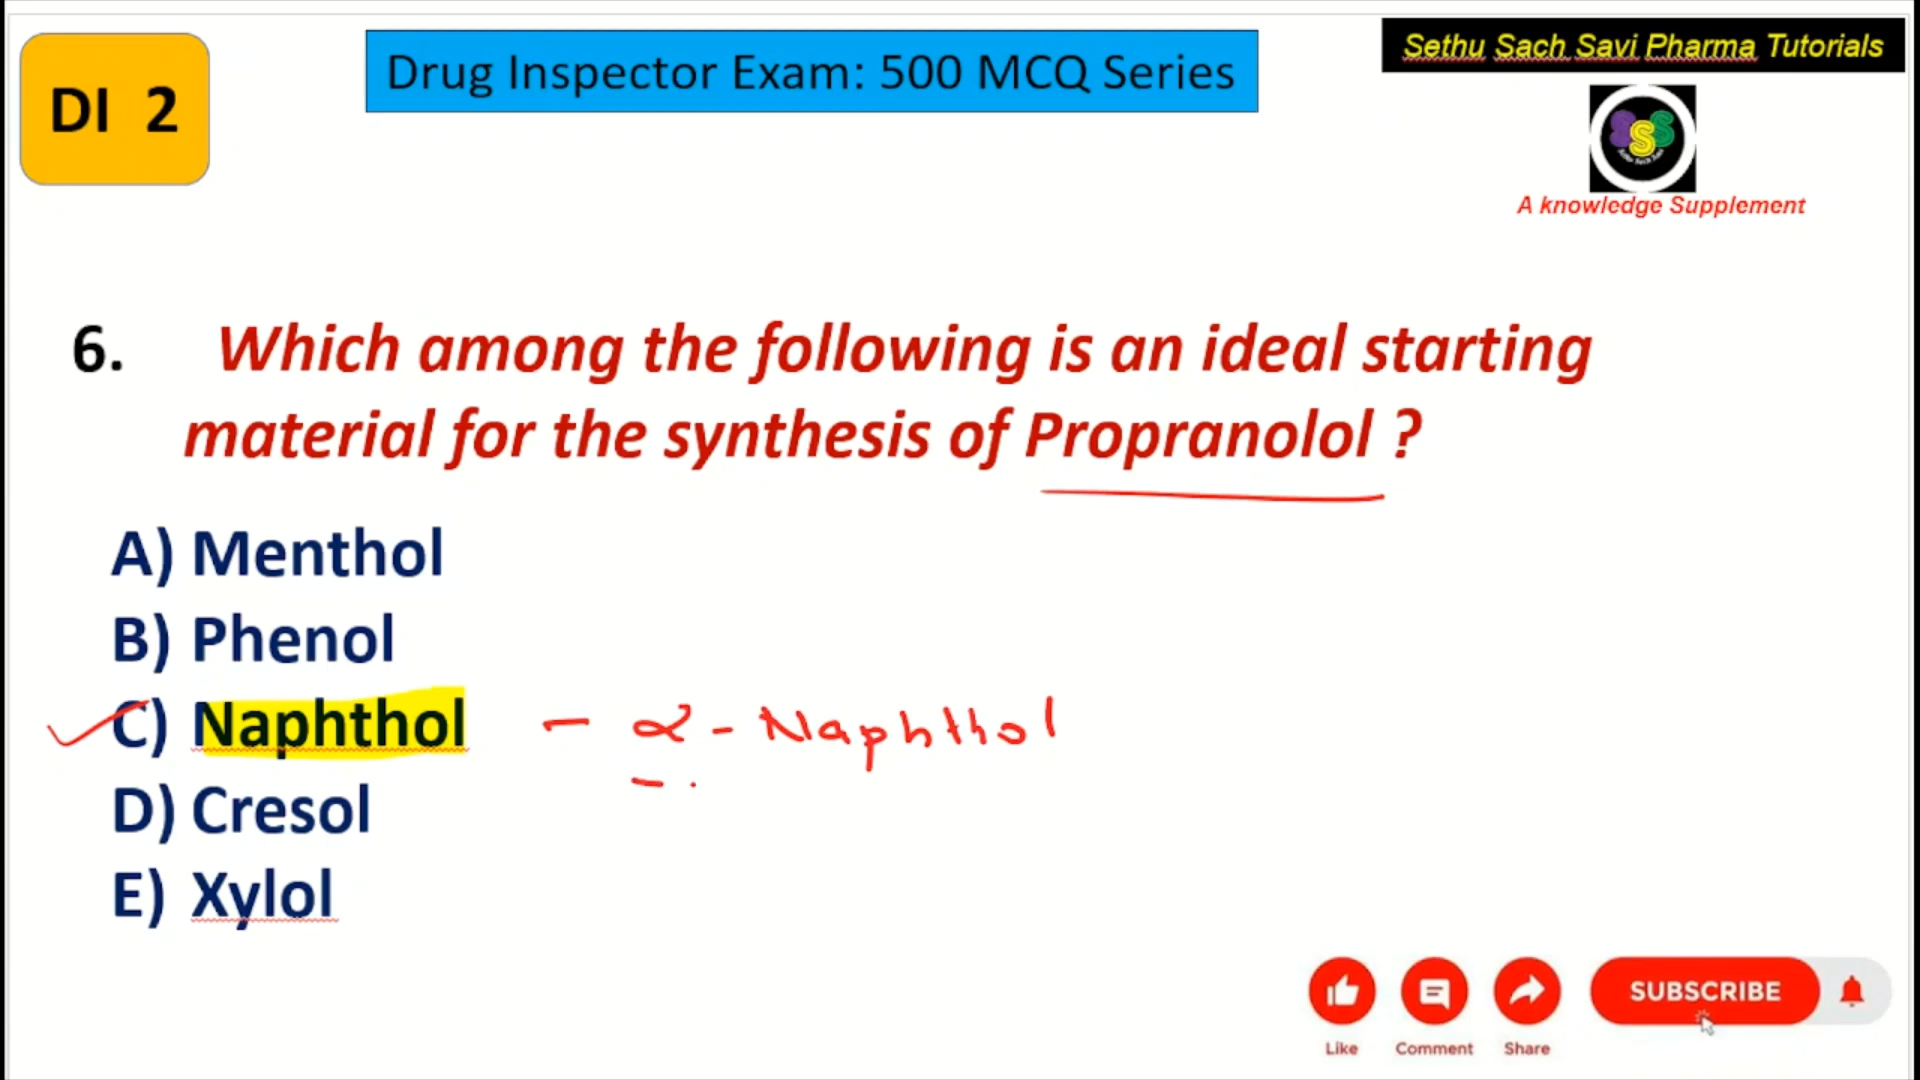 DI 2
Drug Inspector Exam: 500 MCQ Series
Sethu Sach Savi Pharma Tutorials
SSS
A knowledge Supplement
6. Which among the following is an ideal starting
material for the synthesis of Propranolol ?
A) Menthol
B) Phenol
C) Naphthol - α - Naphthol
D) Cresol
E) Xylol
Like
Comment
Share
SUBSCRIBE